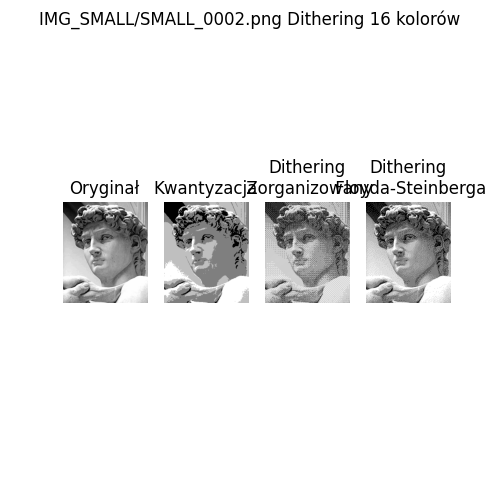 IMG_SMALL/SMALL_0002.png Dithering 16 kolorów
Oryginał
Kwantyzacja
Dithering
Zorganizowany
Dithering
Floyda-Steinberga